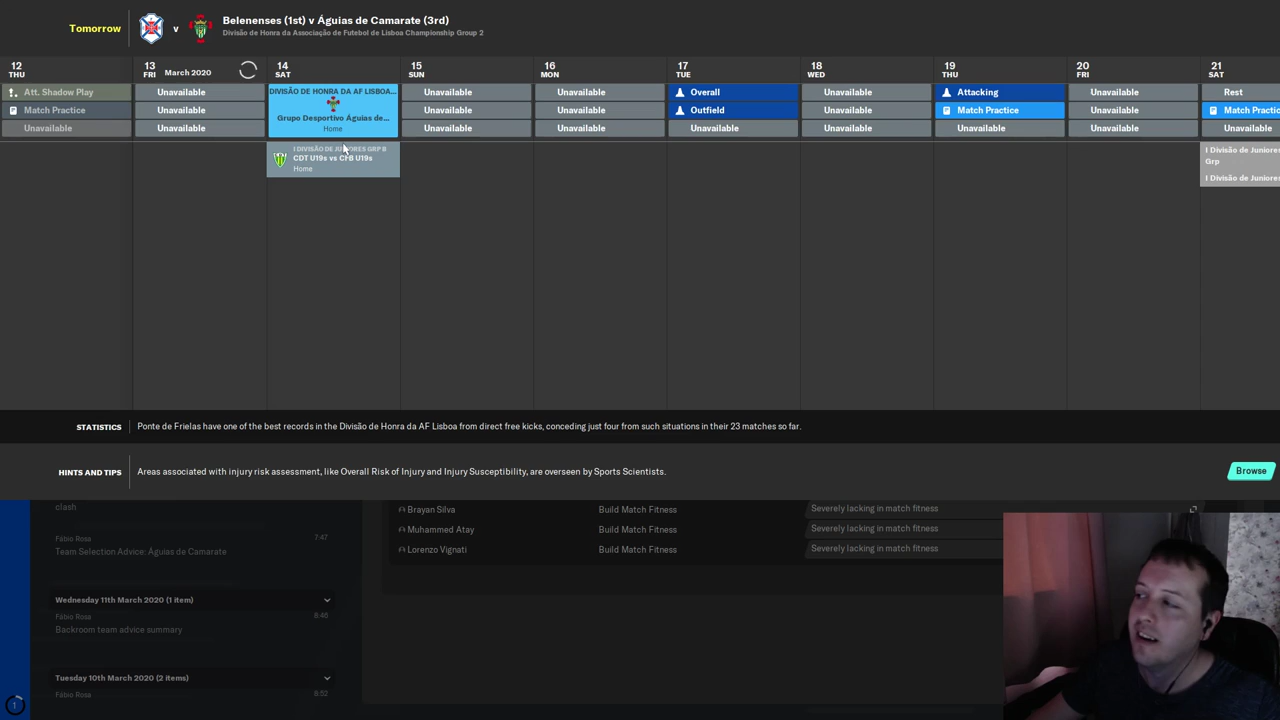 Tomorrow
v
Belenenses (1st) v Águias de Camarate (3rd)
Divisão de Honra da Associação de Futebol de Lisboa Championship Group 2
12
THU
13
FRI
March 2020
14
SAT
15
SUN
16
MON
17
TUE
18
WED
19
THU
20
FRI
21
SAT
Att. Shadow Play
Match Practice
Unavailable
Unavailable
Unavailable
Unavailable
DIVISÃO DE HONRA DA AF LISBOA...
Grupo Desportivo Águias de...
Home
I DIVISÃO DE JUNIORES GRP B
CDT U19s vs CFB U19s
Home
Unavailable
Unavailable
Unavailable
Unavailable
Unavailable
Unavailable
Overall
Outfield
Unavailable
Unavailable
Unavailable
Unavailable
Attacking
Match Practice
Unavailable
Unavailable
Unavailable
Unavailable
Rest
Match Practic
Unavailable
I Divisão de Juniores
Grp
I Divisão de Juniores
STATISTICS
Ponte de Frielas have one of the best records in the Divisão de Honra da AF Lisboa from direct free kicks, conceding just four from such situations in their 23 matches so far.
HINTS AND TIPS
Areas associated with injury risk assessment, like Overall Risk of Injury and Injury Susceptibility, are overseen by Sports Scientists.
Browse
clash
Fábio Rosa
7:47
Team Selection Advice: Águias de Camarate
Wednesday 11th March 2020 (1 item)
Fábio Rosa
8:46
Backroom team advice summary
Tuesday 10th March 2020 (2 items)
Fábio Rosa
8:52
Brayan Silva
Build Match Fitness
Severely lacking in match fitness
Muhammed Atay
Build Match Fitness
Severely lacking in match fitness
Lorenzo Vignati
Build Match Fitness
Severely lacking in match fitness
1